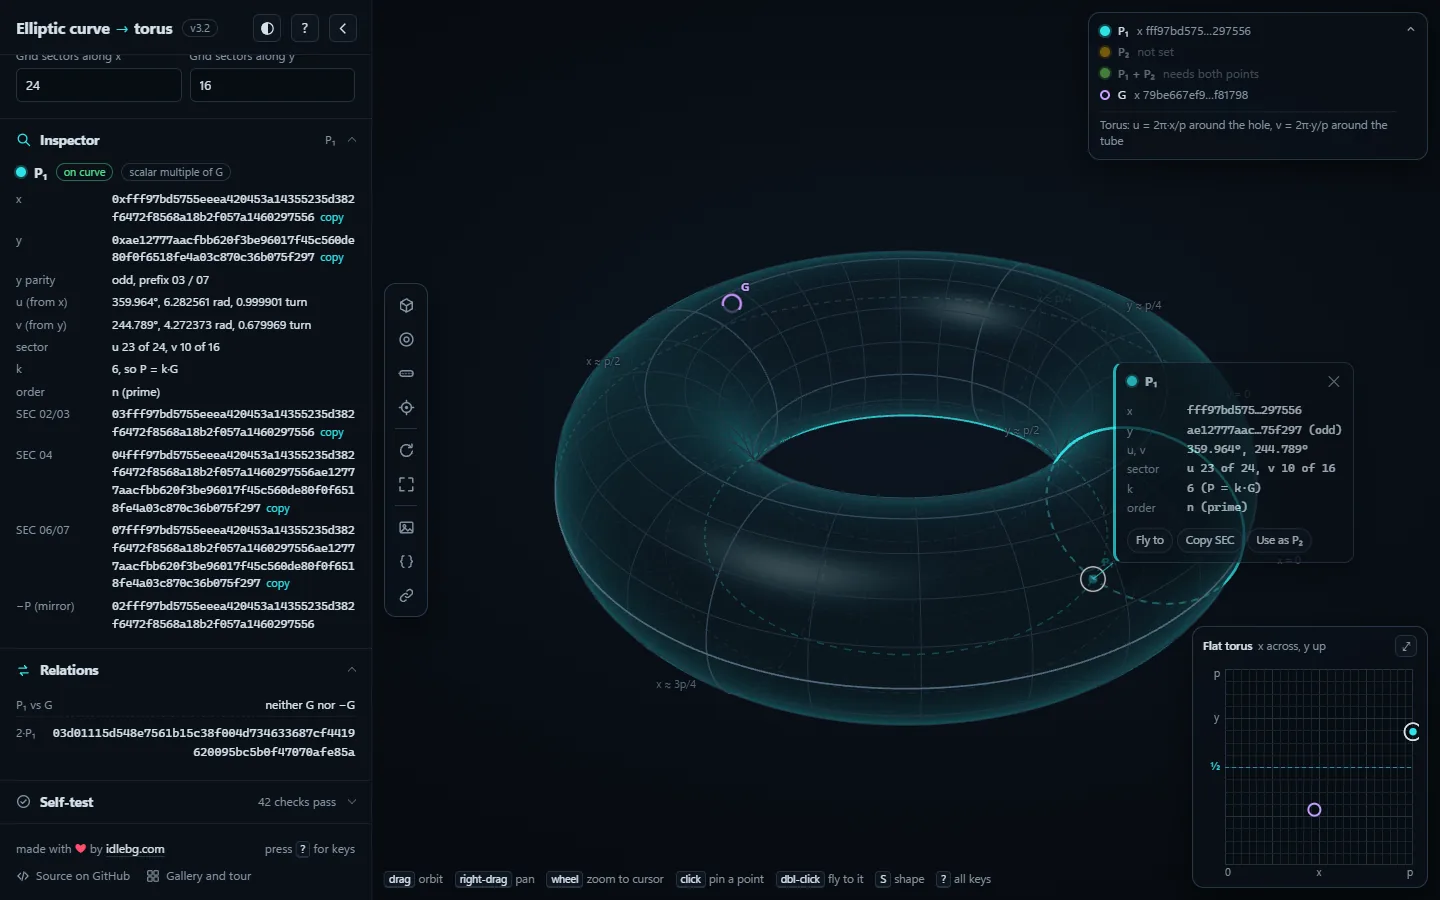 Elliptic curve → torus v3.2 ?
Grid sectors along x Grid sectors along y
24 16
Inspector P₁
P₁ on curve scalar multiple of G
x 0xfff97bd5755eeea420453a14355235d382
f6472f8568a18b2f057a1460297556 copy
y 0xae12777aacfbb620f3be96017f45c560de
80f0f6518fe4a03c870c36b075f297 copy
y parity odd, prefix 03 / 07
u (from x) 359.964°, 6.282561 rad, 0.999901 turn
v (from y) 244.789°, 4.272373 rad, 0.679969 turn
sector u 23 of 24, v 10 of 16
k 6, so P = k·G
order n (prime)
SEC 02/03 03fff97bd5755eeea420453a14355235d382
f6472f8568a18b2f057a1460297556 copy
SEC 04 04fff97bd5755eeea420453a14355235d382
f6472f8568a18b2f057a1460297556ae1277
7aacfbb620f3be96017f45c560de80f0f651
8fe4a03c870c36b075f297 copy
SEC 06/07 07fff97bd5755eeea420453a14355235d382
f6472f8568a18b2f057a1460297556ae1277
7aacfbb620f3be96017f45c560de80f0f651
8fe4a03c870c36b075f297 copy
−P (mirror) 02fff97bd5755eeea420453a14355235d382
f6472f8568a18b2f057a1460297556
Relations
P₁ vs G neither G nor −G
2·P₁ 03d01115d548e7561b15c38f004d734633687cf4419
620095bc5b0f47070afe85a
Self-test 42 checks pass
made with ❤ by idlebg.com press ? for keys
Source on GitHub Gallery and tour
P₁ x fff97bd575…297556
P₂ not set
P₁ + P₂ needs both points
G x 79be667ef9…f81798
Torus: u = 2π·x/p around the hole, v = 2π·y/p around the
tube
G
y ≈ p/4
x ≈ p/2
y ≈ p/2
x ≈ 3p/4
x = 0
P₁
x fff97bd575…297556
y ae12777aac…75f297 (odd)
u, v 359.964°, 244.789°
sector u 23 of 24, v 10 of 16
k 6 (P = k·G)
order n (prime)
Fly to Copy SEC Use as P₂
Flat torus x across, y up
p
y
½
0 x p
drag orbit right-drag pan wheel zoom to cursor click pin a point dbl-click fly to it S shape ? all keys